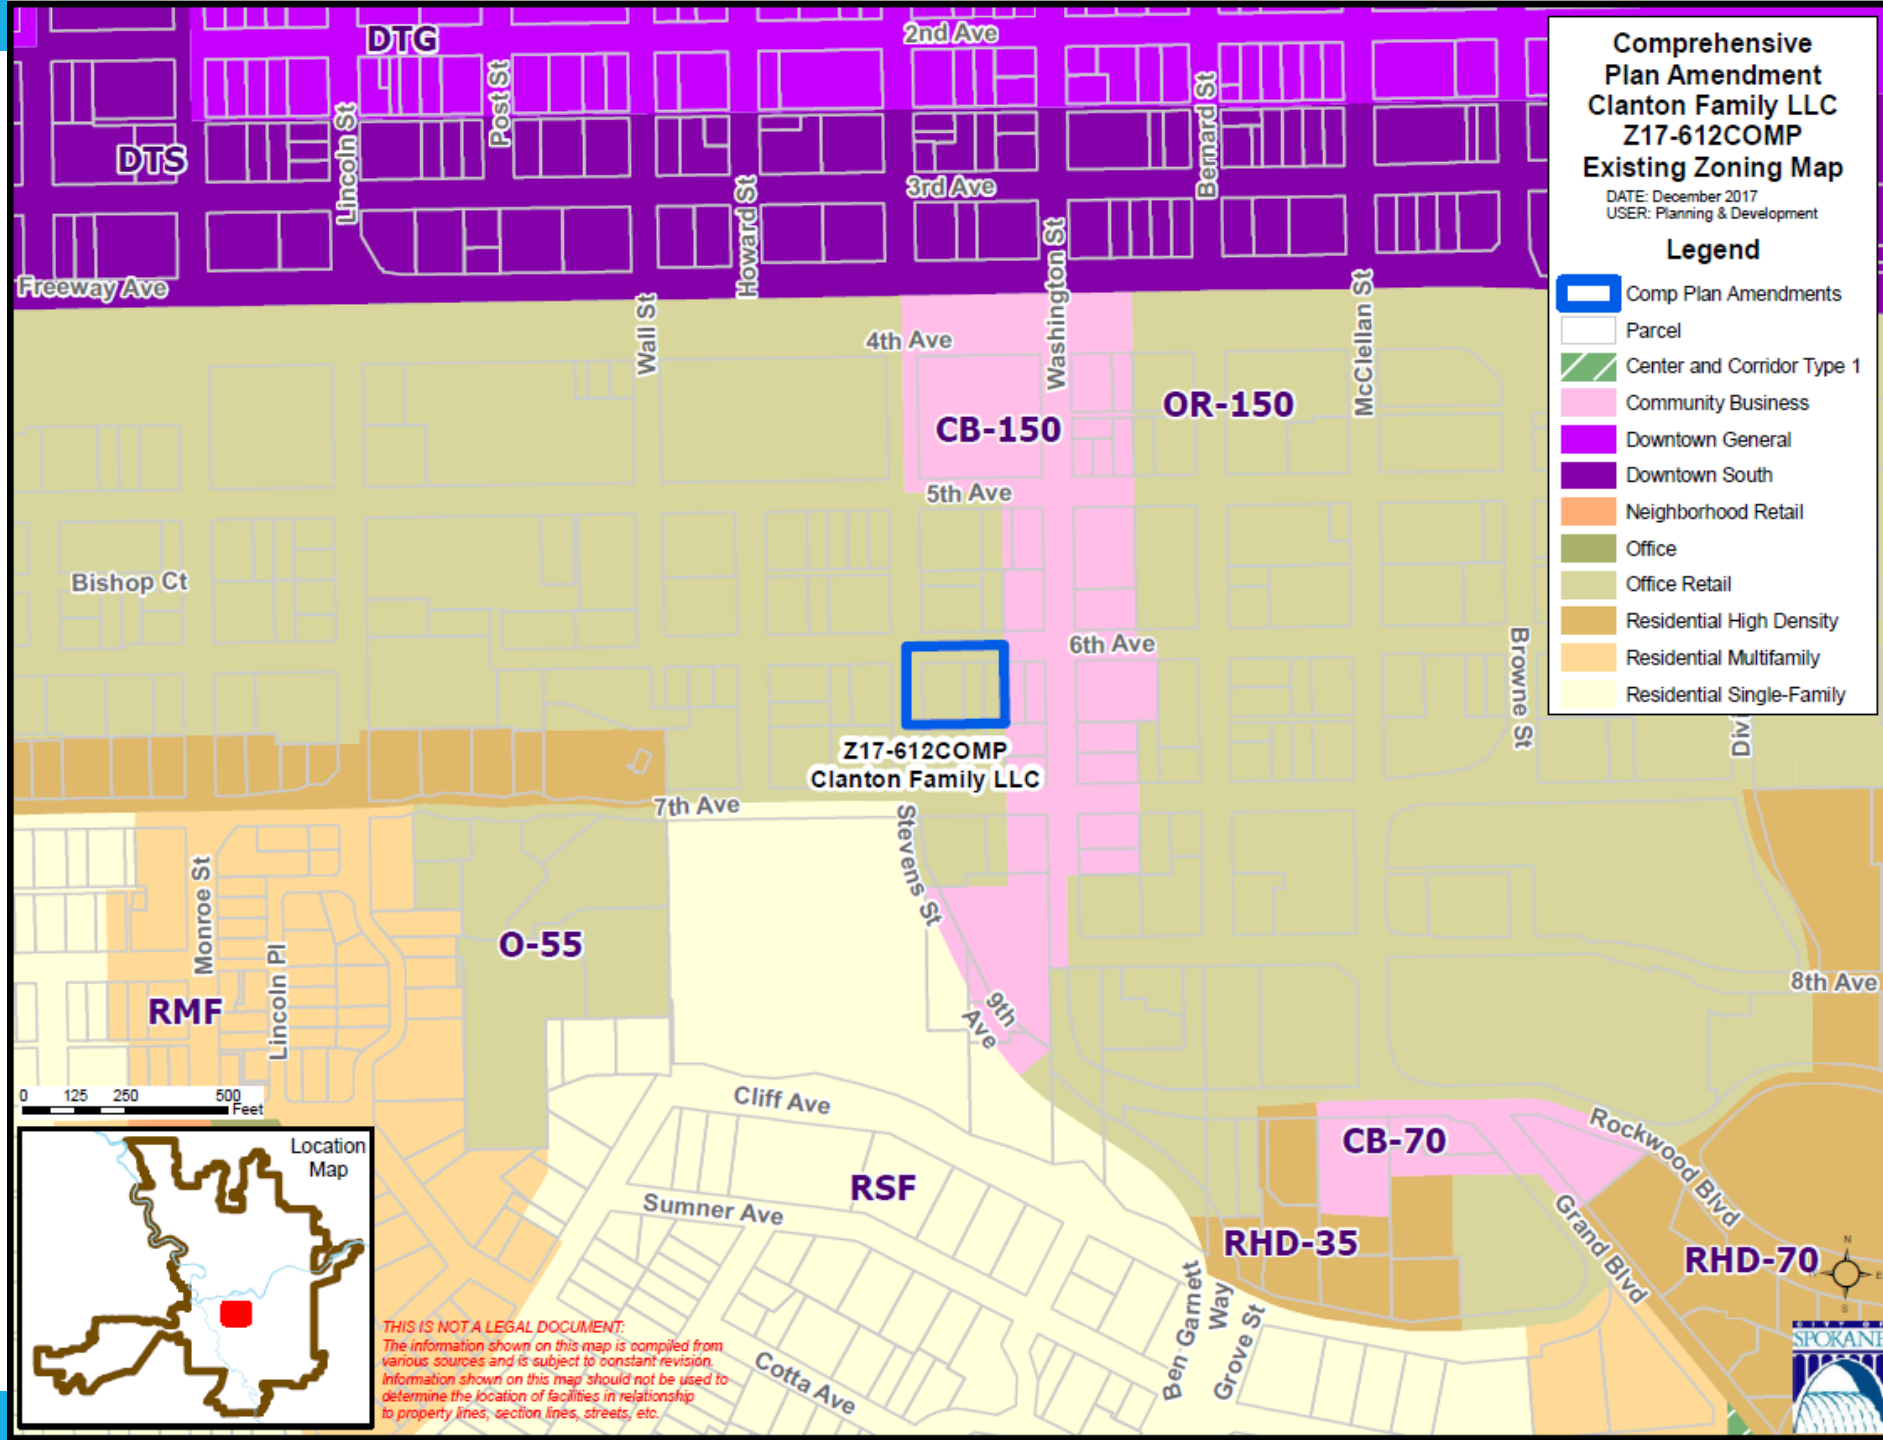 Comprehensive
Plan Amendment
Clanton Family LLC
Z17-612COMP
Existing Zoning Map
DATE: December 2017
USER: Planning & Development
Legend
Comp Plan Amendments
Parcel
Center and Corridor Type 1
Community Business
Downtown General
Downtown South
Neighborhood Retail
Office
Office Retail
Residential High Density
Residential Multifamily
Residential Single-Family
DTG
2nd Ave
Post St
Lincoln St
Bernard St
DTS
3rd Ave
Howard St
Washington St
Freeway Ave
Wall St
4th Ave
McClellan St
OR-150
CB-150
5th Ave
Bishop Ct
6th Ave
Browne St
Divi
Z17-612COMP
Clanton Family LLC
7th Ave
Stevens St
Monroe St
Lincoln Pl
O-55
RMF
9th
Ave
8th Ave
0 125 250 500
Feet
Cliff Ave
CB-70
Rockwood Blvd
Location
Map
RSF
Sumner Ave
Grand Blvd
RHD-35
RHD-70
Ben Garnett
Way
Grove St
Cotta Ave
THIS IS NOT A LEGAL DOCUMENT:
The information shown on this map is compiled from
various sources and is subject to constant revision.
Information shown on this map should not be used to
determine the location of facilities in relationship
to property lines, section lines, streets, etc.
N
E
S
CITY OF
SPOKANE